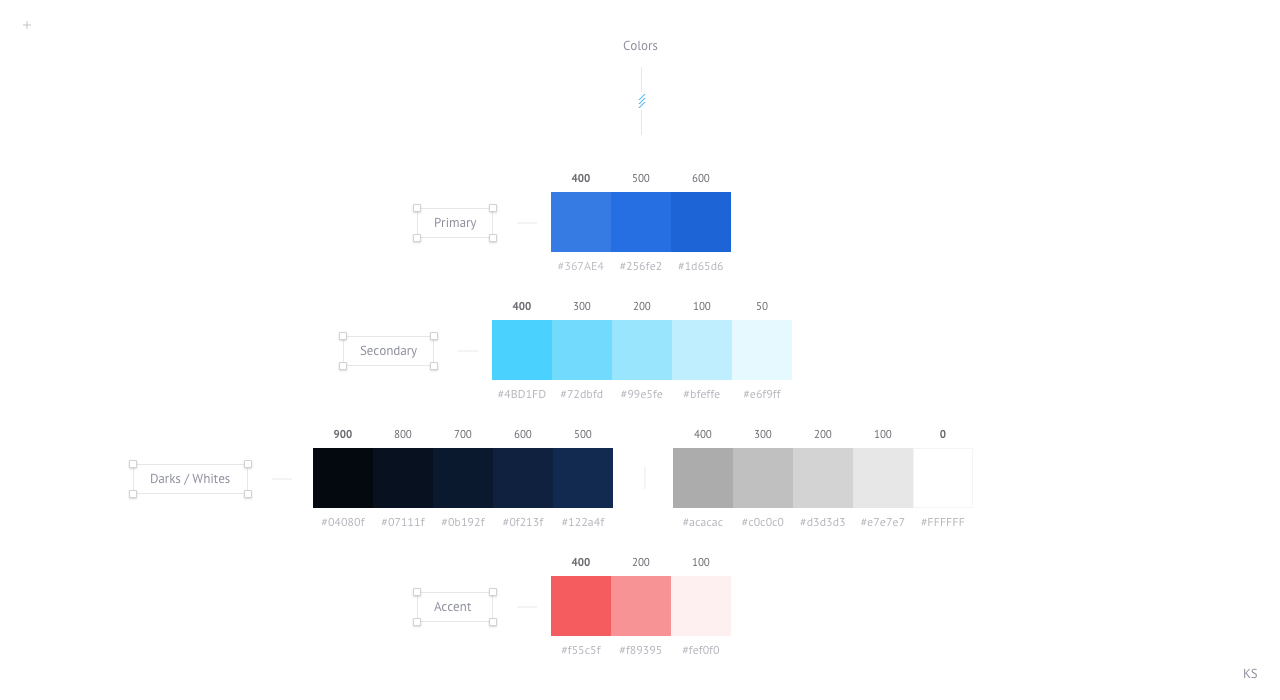 +
Colors
400 500 600
Primary
#367AE4 #256fe2 #1d65d6
400 300 200 100 50
Secondary
#4BD1FD #72dbfd #99e5fe #bfeffe #e6f9ff
900 800 700 600 500 400 300 200 100 0
Darks / Whites
#04080f #07111f #0b192f #0f213f #122a4f #acacac #c0c0c0 #d3d3d3 #e7e7e7 #FFFFFF
400 200 100
Accent
#f55c5f #f89395 #fef0f0
KS